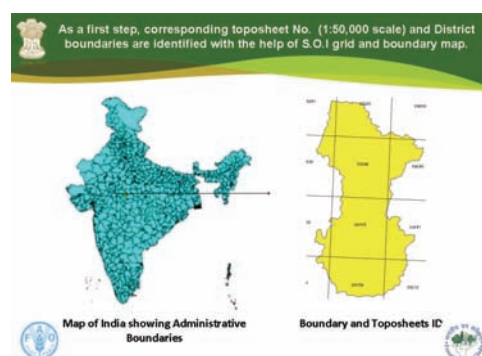 As a first step, corresponding toposheet No. (1:50,000 scale) and District
boundaries are identified with the help of S.O.I grid and boundary map.
Map of India showing Administrative
Boundaries
Boundary and Toposheets ID